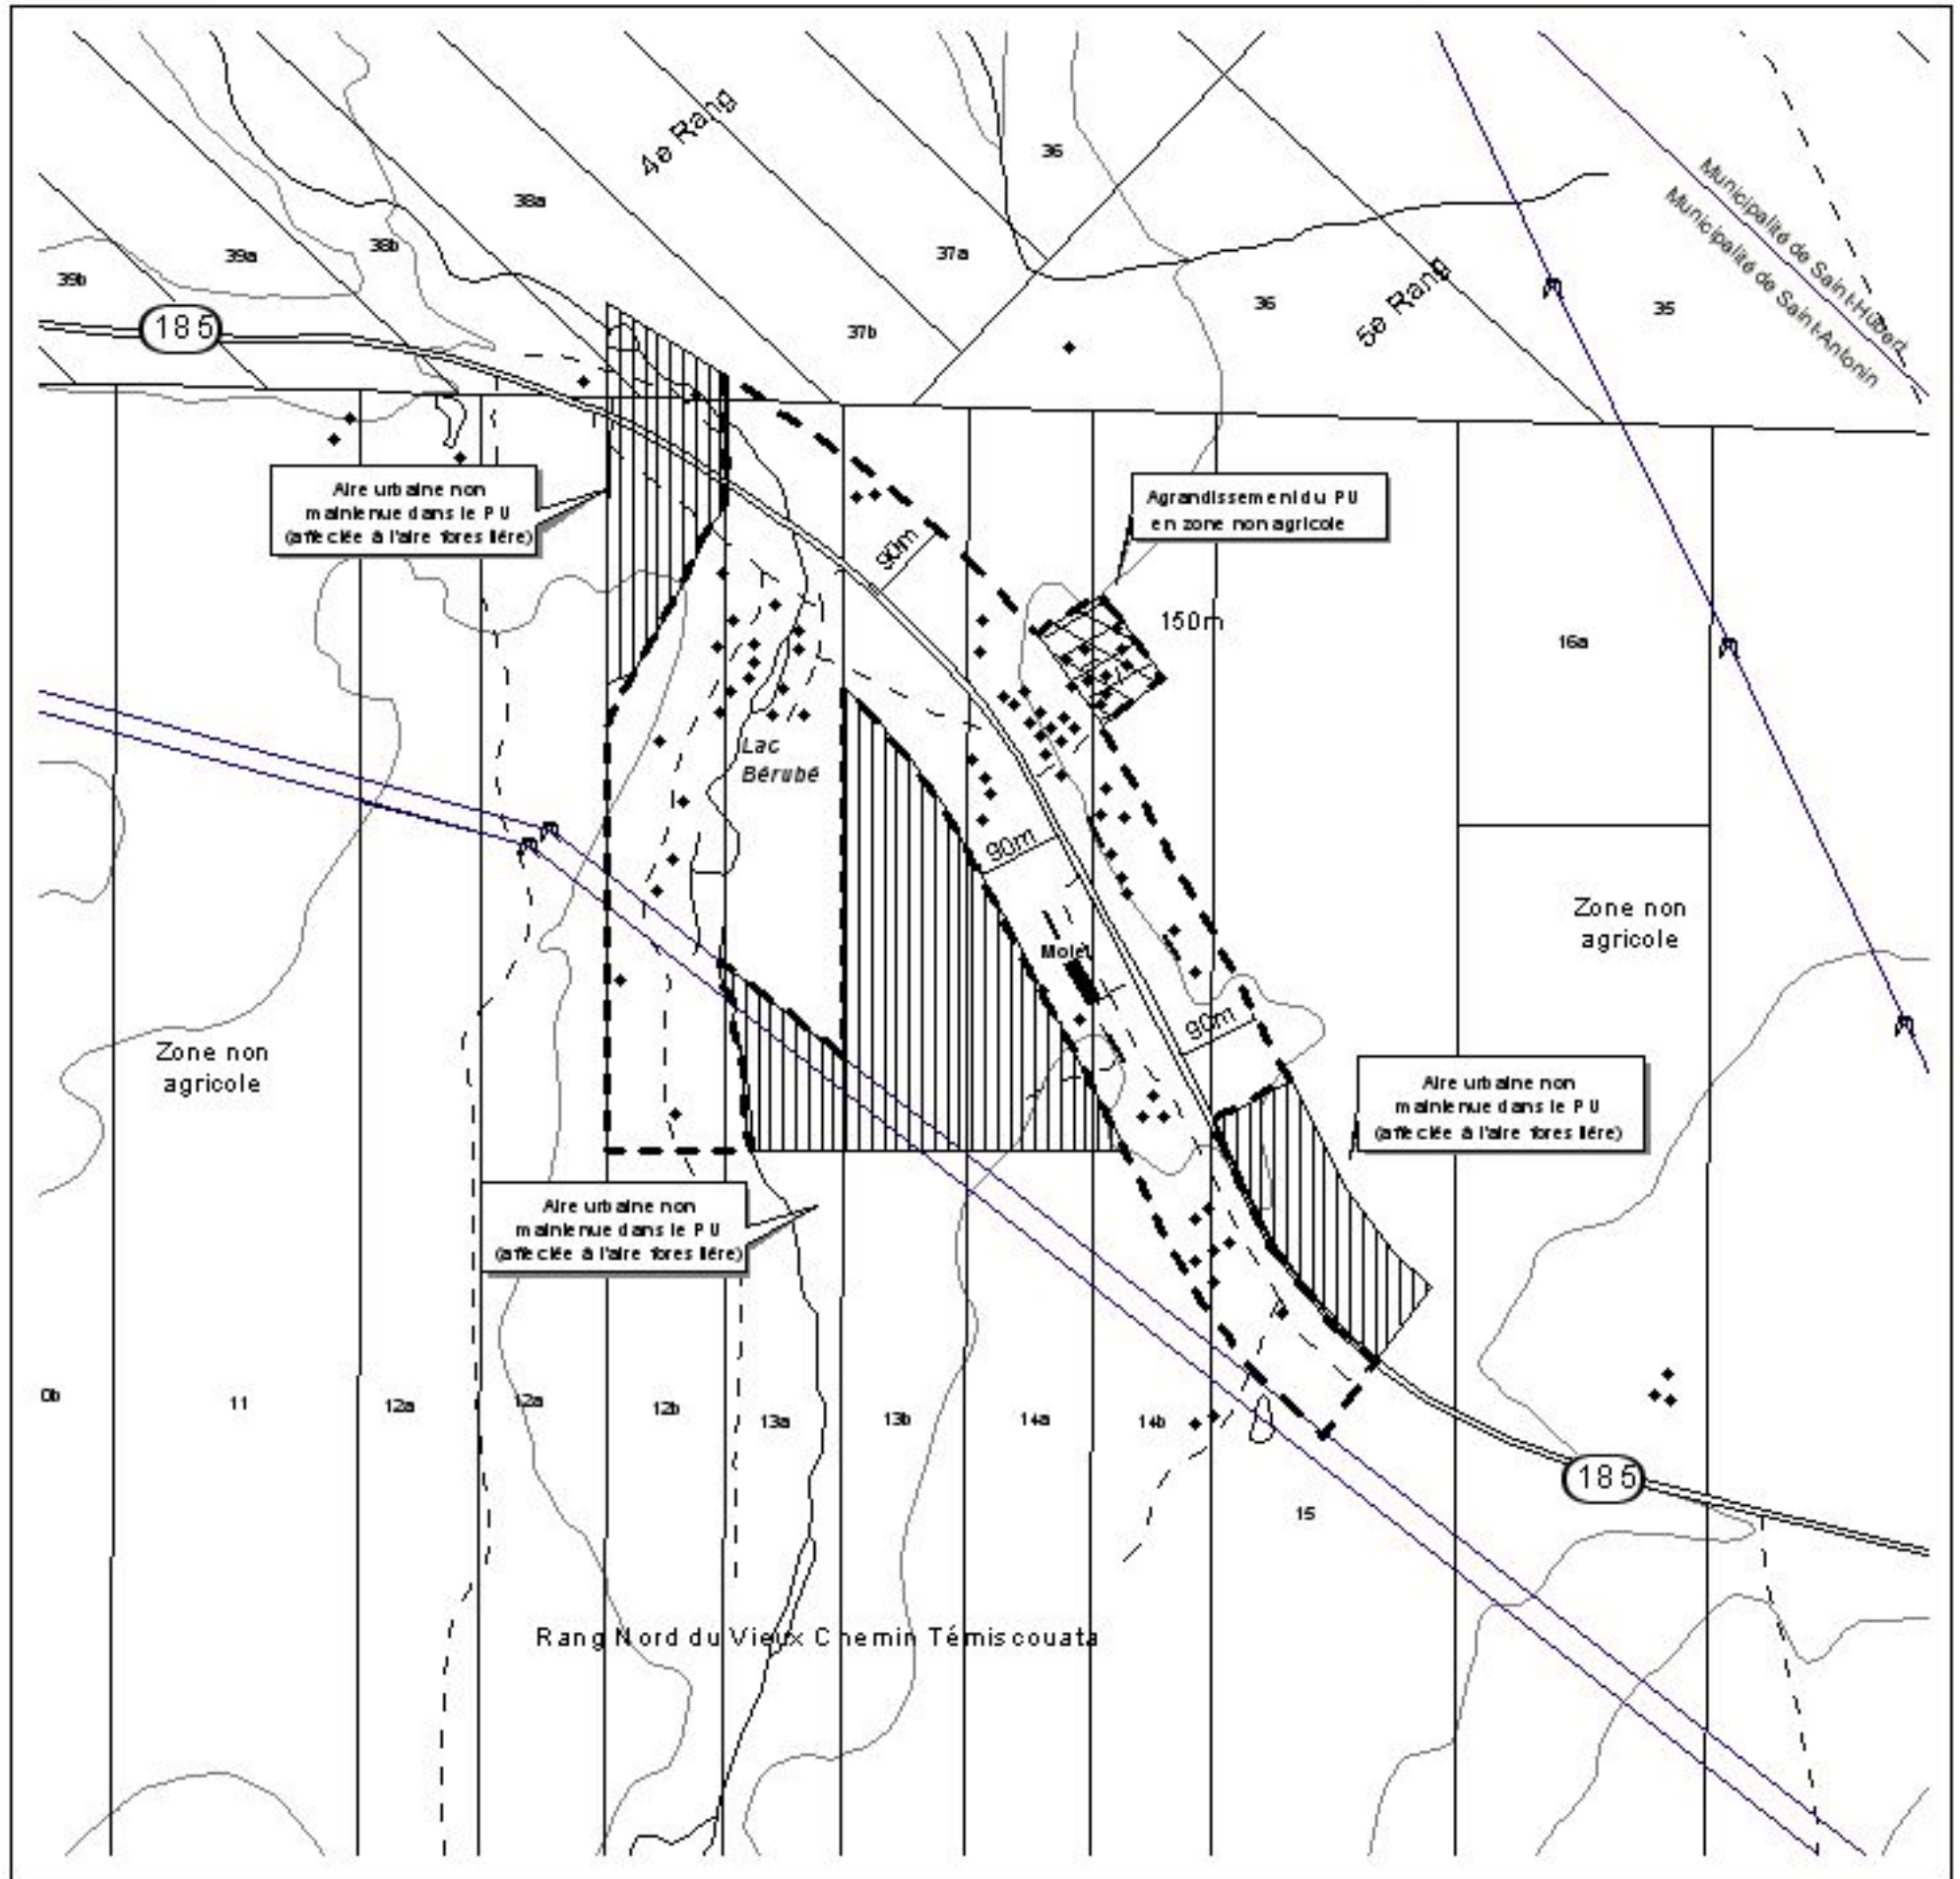 4e Rang
36
Municipalité de Saint-Hubert
Municipalité de Saint-Antonin
38a
38b
39a
39b
37a
36
5e Rang
35
185
37b
Aire urbaine non
maintenue dans le PU
(affectée à l'aire forestière)
Agrandissement du PU
en zone non agricole
90m
150m
16a
Lac
Bérubé
90m
Zone non
agricole
Motel
90m
Zone non
agricole
Aire urbaine non
maintenue dans le PU
(affectée à l'aire forestière)
Aire urbaine non
maintenue dans le PU
(affectée à l'aire forestière)
0b
11
12a
12a
12b
13a
13b
14a
14b
185
15
Rang Nord du Vieux Chemin Témiscouata